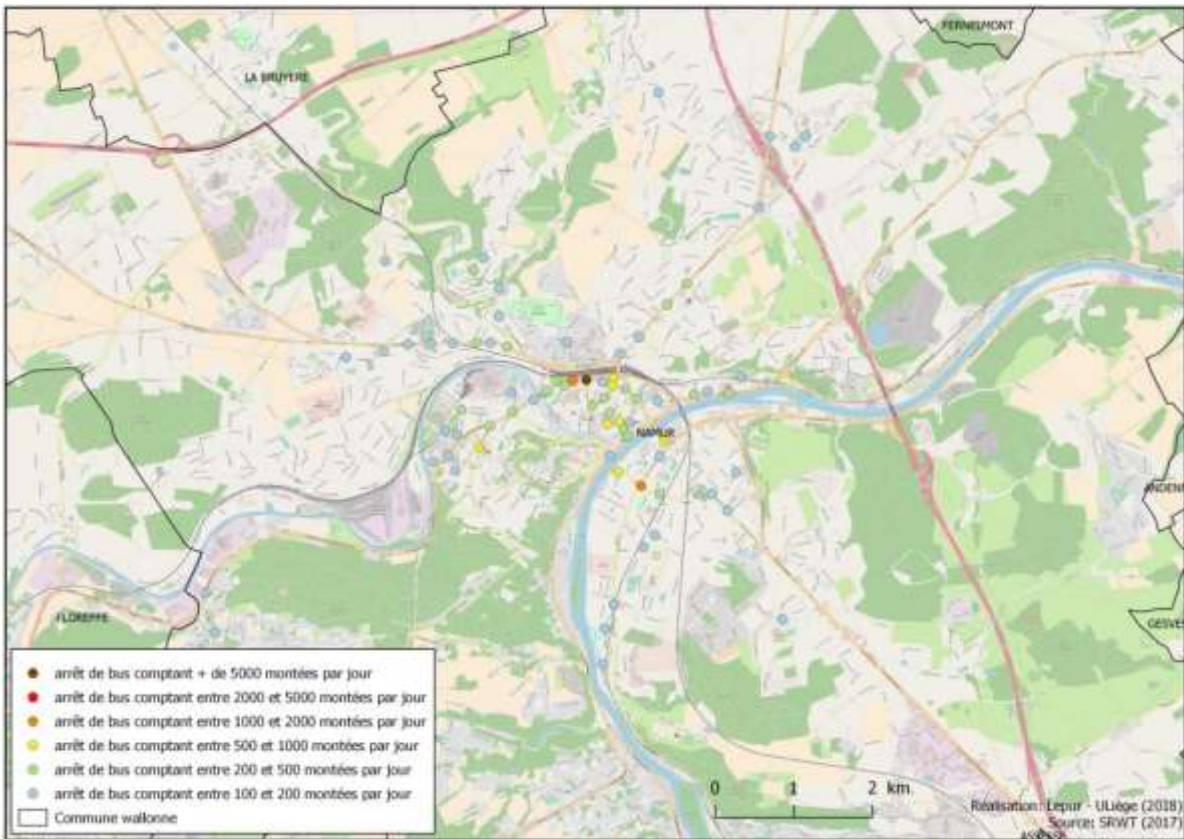 FERNELMONT
LA BRUYERE
NAMUR
ANDENN
FLOREFFE
GESVES
arrêt de bus comptant + de 5000 montées par jour
arrêt de bus comptant entre 2000 et 5000 montées par jour
arrêt de bus comptant entre 1000 et 2000 montées par jour
arrêt de bus comptant entre 500 et 1000 montées par jour
arrêt de bus comptant entre 200 et 500 montées par jour
arrêt de bus comptant entre 100 et 200 montées par jour
Commune wallonne
0 1 2 km
Réalisation: Lepur - ULiège (2018)
Source: SRWT (2017)
ASSESSE